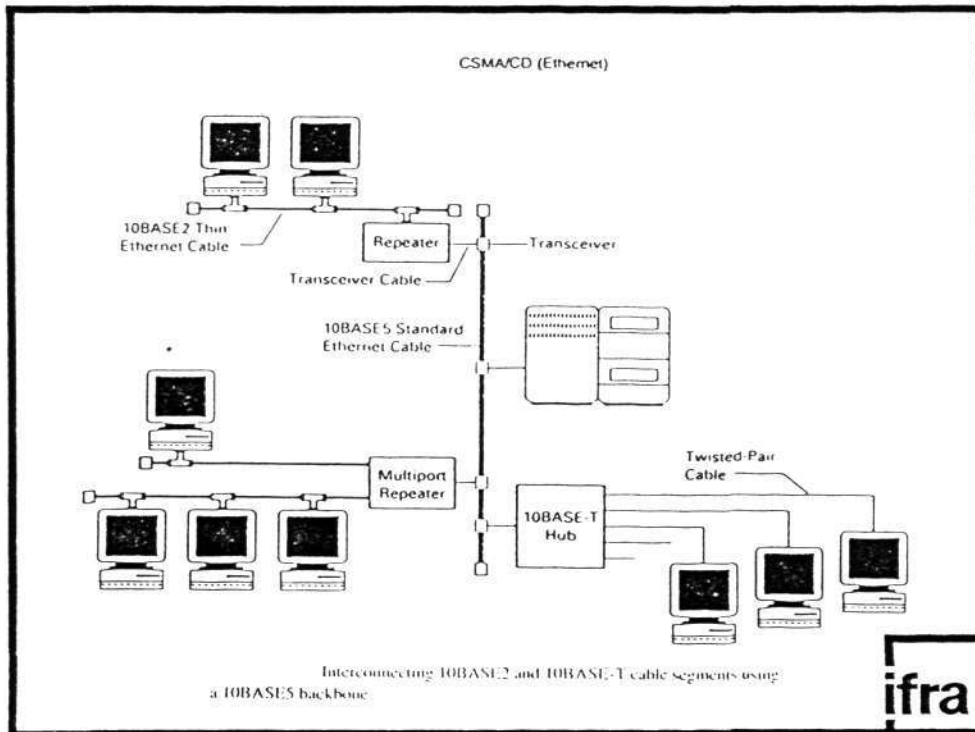 CSMA/CD (Ethernet)
10BASE2 Thin
Ethernet Cable
Repeater
Transceiver
Transceiver Cable
10BASE5 Standard
Ethernet Cable
Multiport
Repeater
Twisted-Pair
Cable
10BASE-T
Hub
Interconnecting 10BASE2 and 10BASE-T cable segments using
a 10BASE5 backbone
ifra